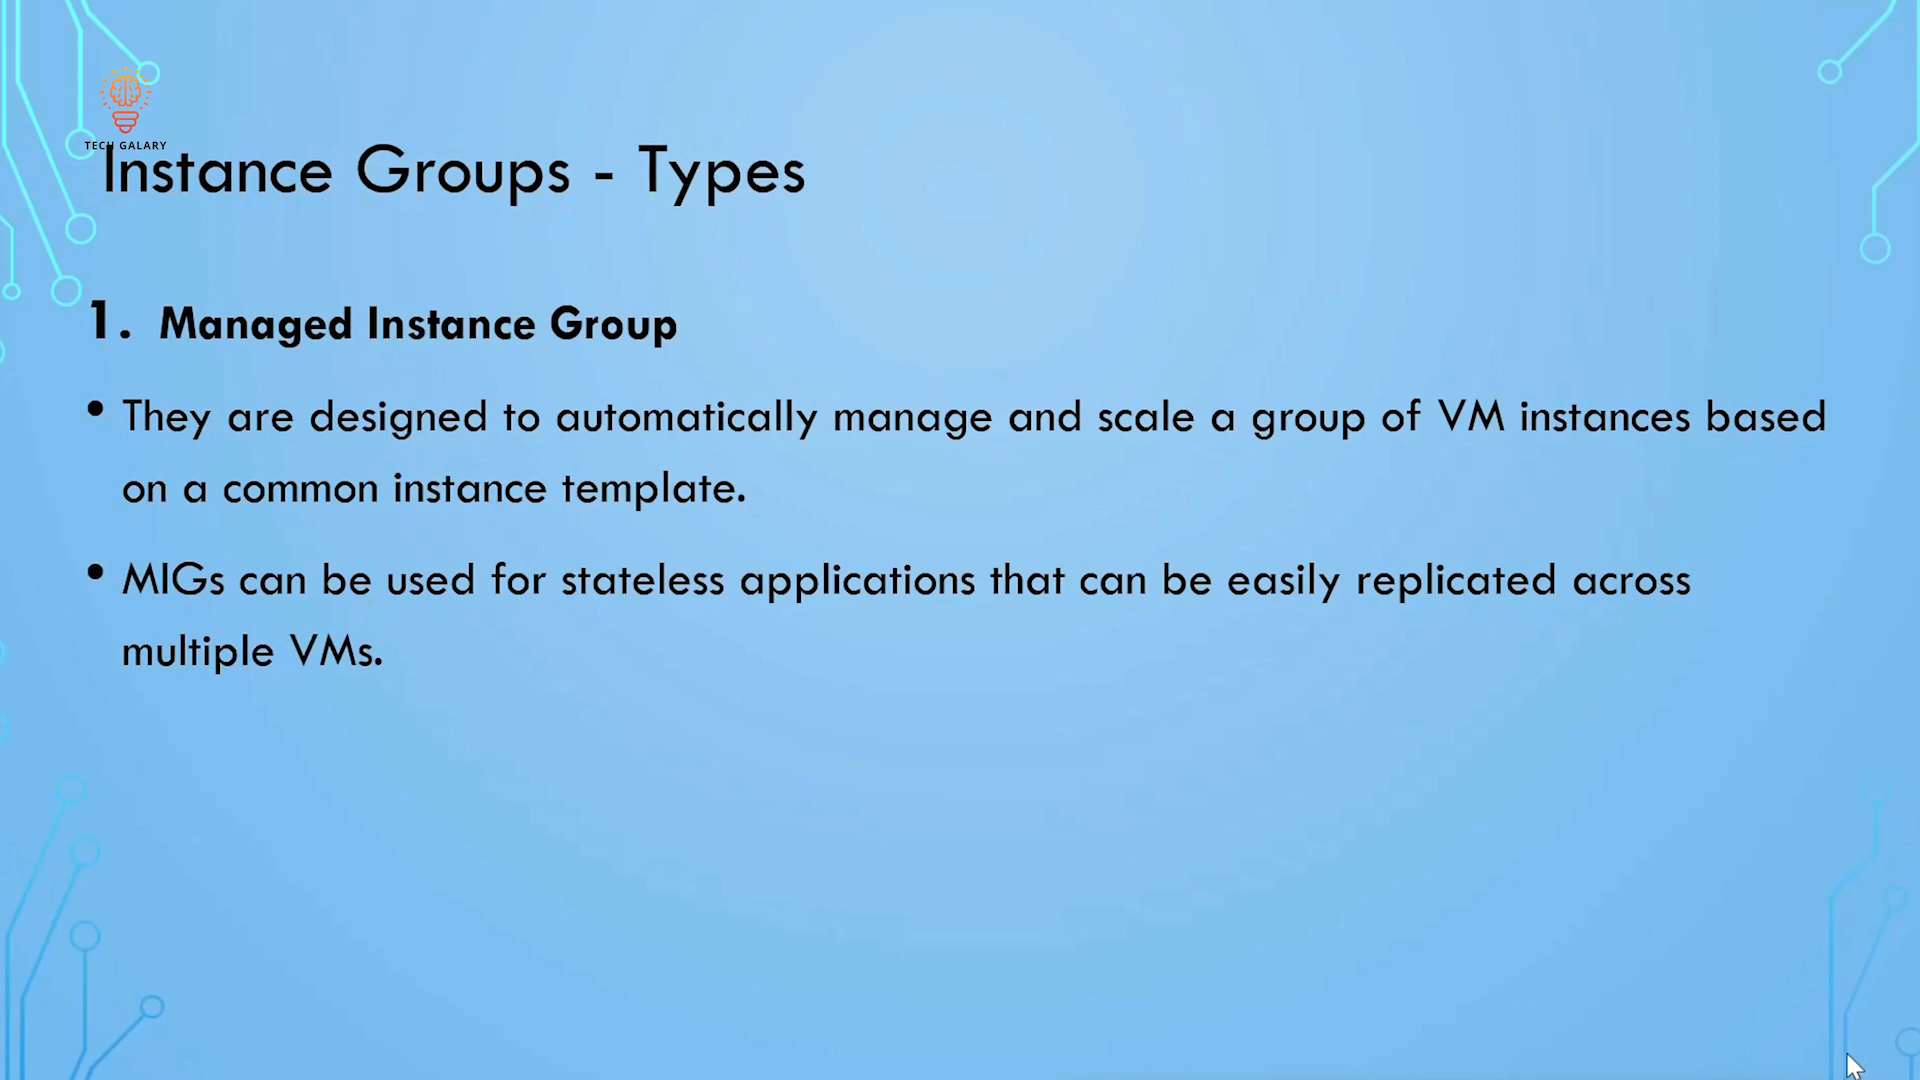 TECH GALARY
Instance Groups - Types
1. Managed Instance Group
• They are designed to automatically manage and scale a group of VM instances based
on a common instance template.
• MIGs can be used for stateless applications that can be easily replicated across
multiple VMs.